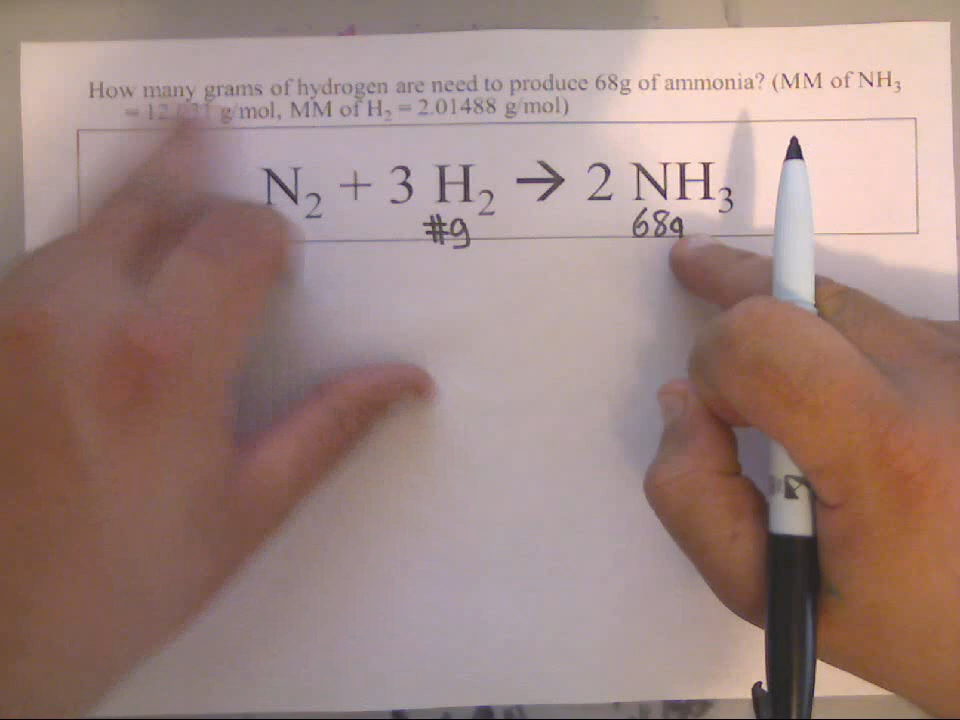 How many grams of hydrogen are need to produce 68g of ammonia? (MM of NH₃
= g/mol, MM of H₂ = 2.01488 g/mol)
N₂ + 3 H₂ → 2 NH₃
#g 68g